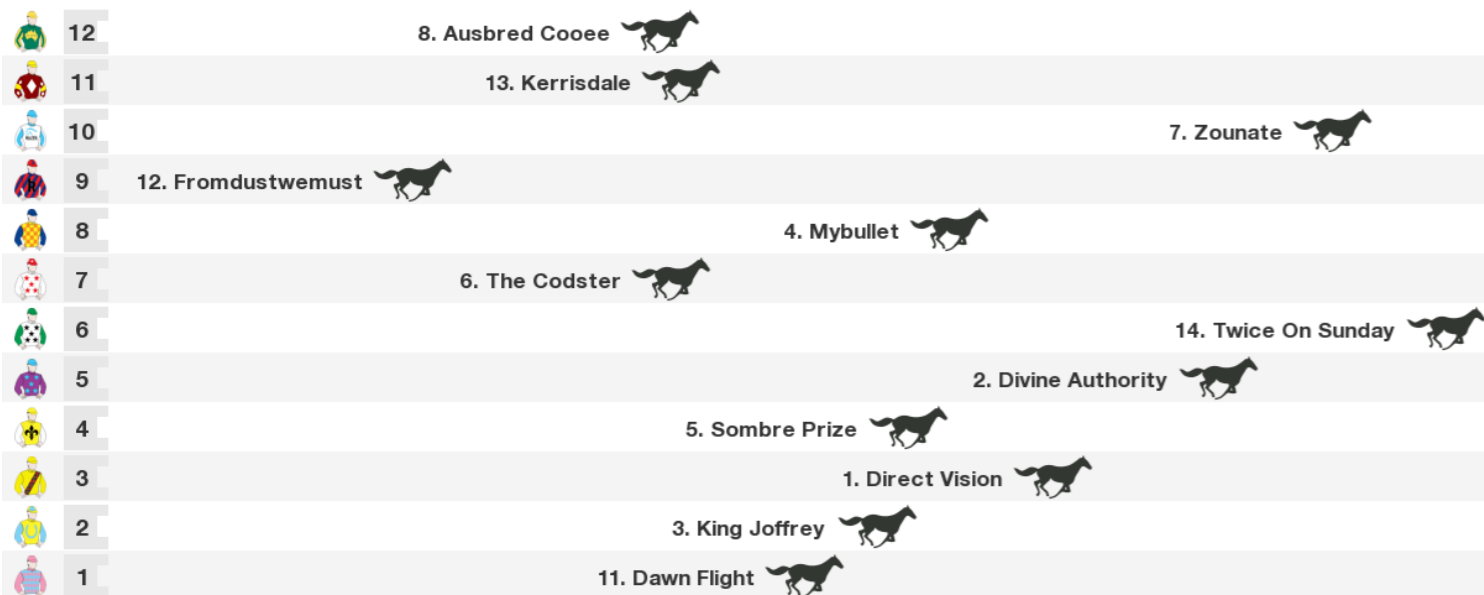 12 8. Ausbred Cooee
11 13. Kerrisdale
10 7. Zounate
9 12. Fromdustwemust
8 4. Mybullet
7 6. The Codster
6 14. Twice On Sunday
5 2. Divine Authority
4 5. Sombre Prize
3 1. Direct Vision
2 3. King Joffrey
1 11. Dawn Flight